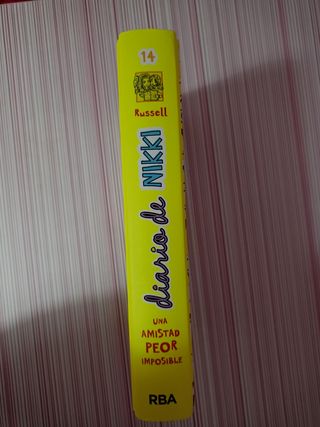 14
Russell
diario de NIKKI
UNA
AMISTAD
PEOR
IMPOSIBLE
RBA